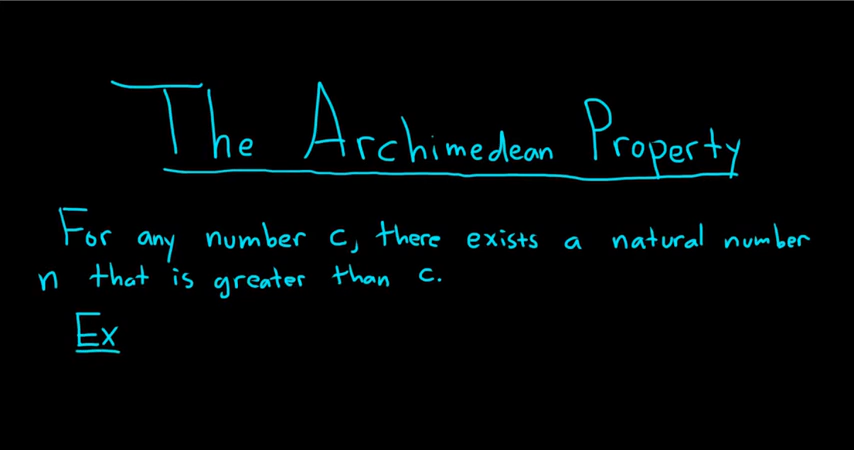 The Archimedean Property
For any number c, there exists a natural number
n that is greater than c.
Ex